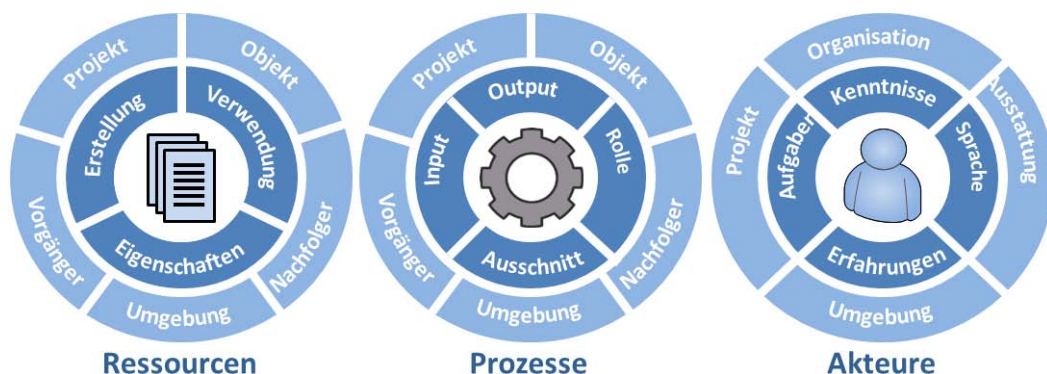 Projekt
Objekt
Erstellung
Verwendung
Eigenschaften
Vorgänger
Umgebung
Nachfolger
Ressourcen
Projekt
Objekt
Output
Input
Rolle
Ausschnitt
Vorgänger
Umgebung
Nachfolger
Prozesse
Organisation
Projekt
Ausstattung
Kenntnisse
Aufgaben
Sprache
Erfahrungen
Umgebung
Akteure